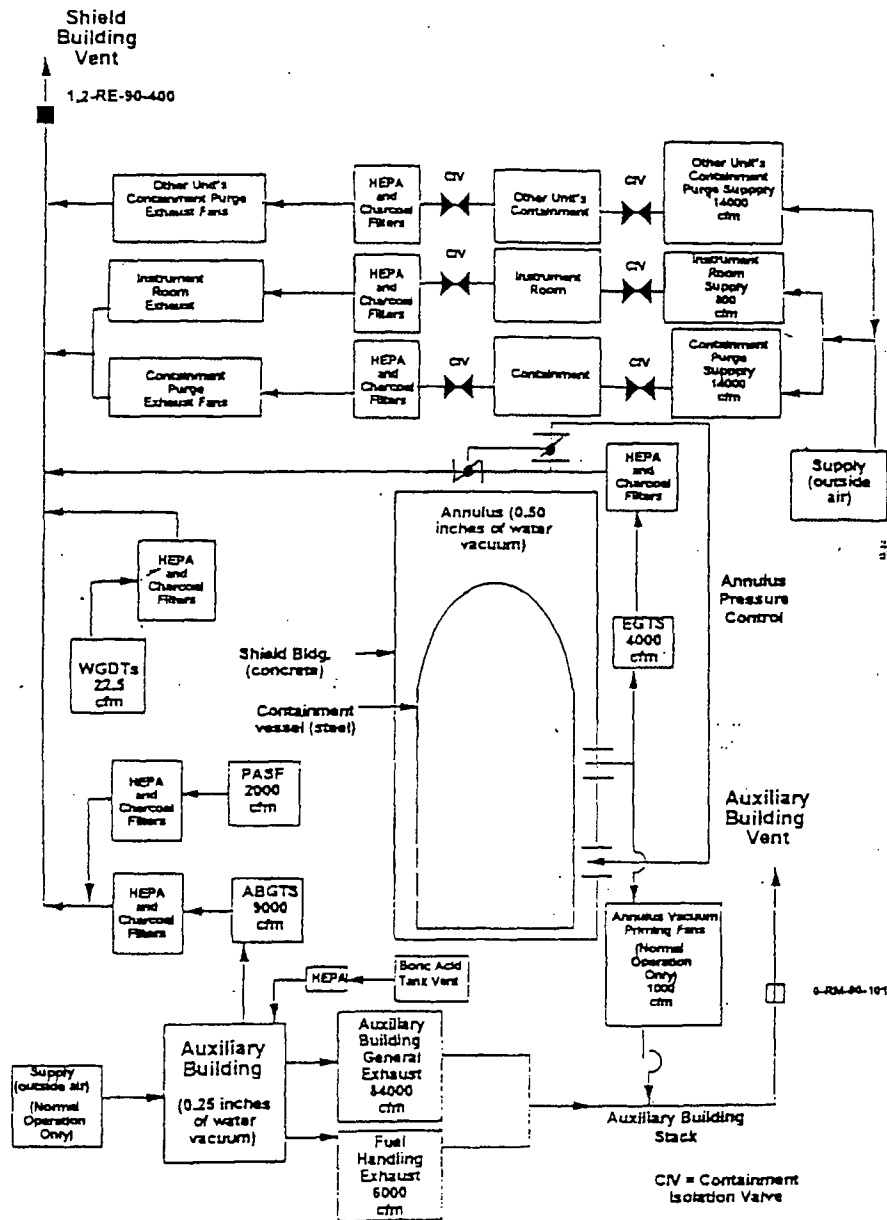 Shield
Building
Vent
1,2-RE-90-400
Other Unit's
Containment Purge
Exhaust Fans
HEPA
and
Charcoal
Filters
CIV
Other Unit's
Containment
CIV
Other Unit's
Containment
Purge Suppply
14000
cfm
Instrument
Room
Exhaust
HEPA
and
Charcoal
Filters
CIV
Instrument
Room
CIV
Instrument
Room
Supply
800
cfm
Containment
Purge
Exhaust Fans
HEPA
and
Charcoal
Filters
CIV
Containment
CIV
Containment
Purge
Suppply
14000
cfm
HEPA
and
Charcoal
Filters
Supply
(outside
air)
Annulus (0.50
inches of water
vacuum)
HEPA
and
Charcoal
Filters
Annulus
Pressure
Control
EGTS
4000
cfm
Shield Bldg.
(concrete)
WGDTs
22.5
cfm
Containment
vessel (steel)
HEPA
and
Charcoal
Filters
PASF
2000
cfm
Auxiliary
Building
Vent
HEPA
and
Charcoal
Filters
ABGTS
9000
cfm
Annulus Vacuum
Priming Fans
(Normal
Operation
Only)
1000
cfm
HEPA
Boric Acid
Tank Vent
0-RM-90-101
Supply
(outside air)
(Normal
Operation
Only)
Auxiliary
Building
(0.25 inches
of water
vacuum)
Auxiliary
Building
General
Exhaust
84000
cfm
Auxiliary Building
Stack
Fuel
Handling
Exhaust
6000
cfm
CIV = Containment
Isolation Valve